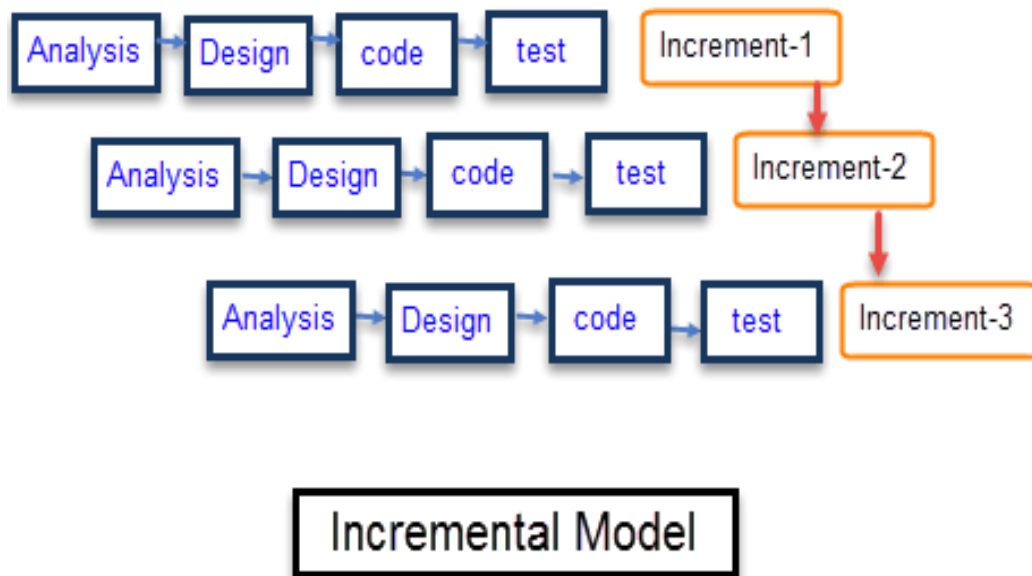 Analysis Design code test Increment-1
Analysis Design code test Increment-2
Analysis Design code test Increment-3
Incremental Model